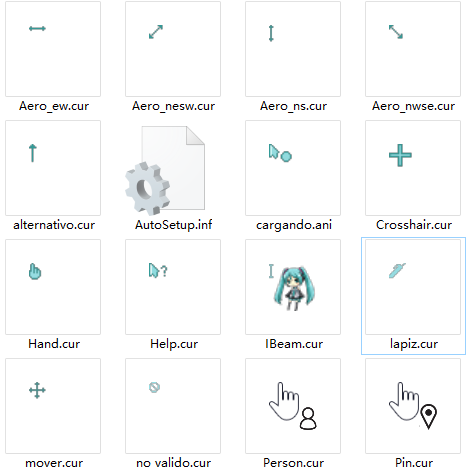 Aero_ew.cur
Aero_nesw.cur
Aero_ns.cur
Aero_nwse.cur
alternativo.cur
AutoSetup.inf
cargando.ani
Crosshair.cur
Hand.cur
Help.cur
IBeam.cur
lapiz.cur
mover.cur
no valido.cur
Person.cur
Pin.cur